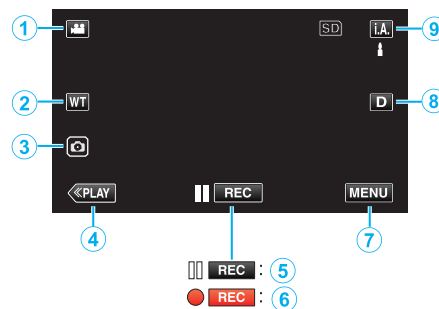 1 SD i.A. 9
2 WT D 8
3
≪PLAY REC MENU
4 7
REC : 5
REC : 6